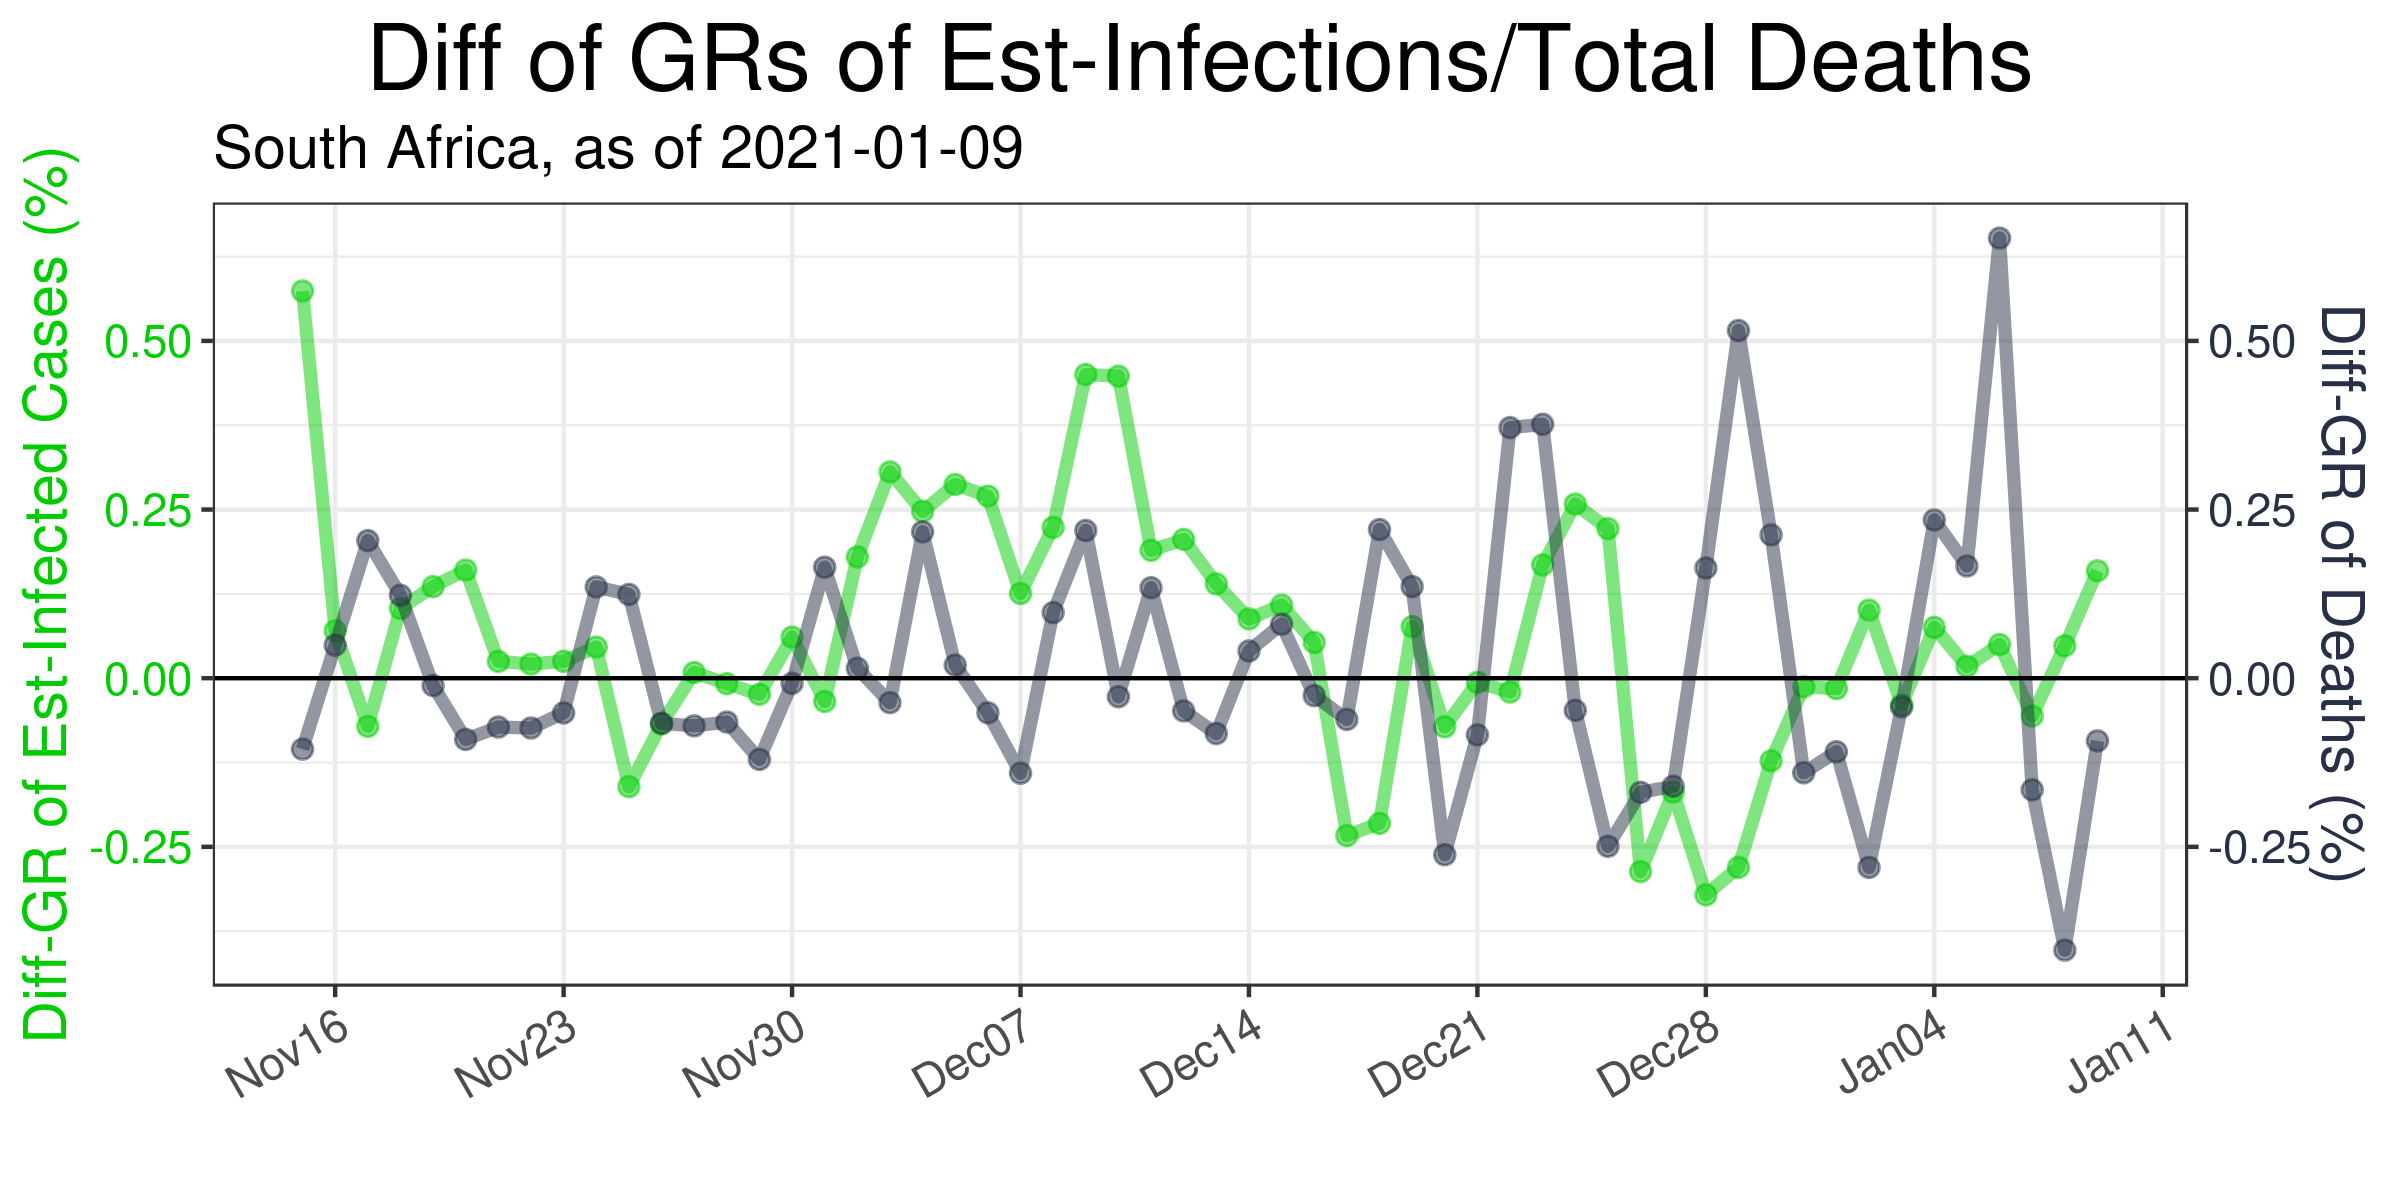 Diff of GRs of Est-Infections/Total Deaths
South Africa, as of 2021-01-09
Diff-GR of Est-Infected Cases (%)
0.50
0.25
0.00
-0.25
0.50
0.25
0.00
-0.25
Diff-GR of Deaths (%)
Nov16
Nov23
Nov30
Dec07
Dec14
Dec21
Dec28
Jan04
Jan11